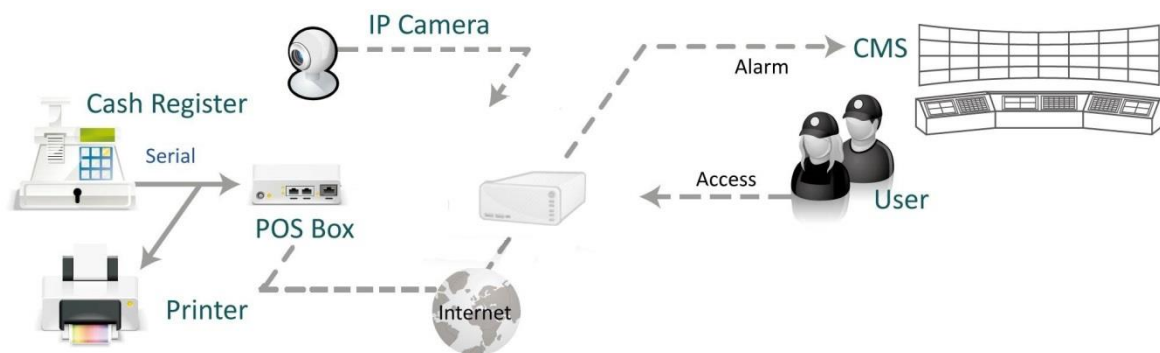 IP Camera
CMS
Alarm
Cash Register
Serial
Access
User
POS Box
Printer
Internet